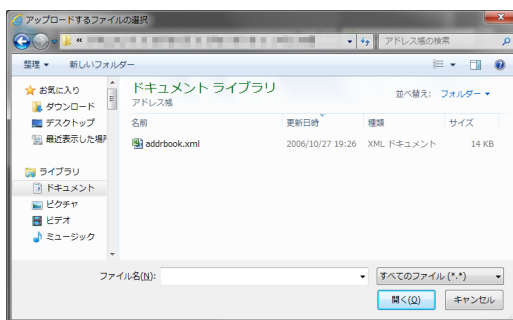 アップロードするファイルの選択
«
アドレス帳の検索
整理 ▼ 新しいフォルダー
お気に入り
ダウンロード
デスクトップ
最近表示した場所
ライブラリ
ドキュメント
ピクチャ
ビデオ
ミュージック
ドキュメント ライブラリ
アドレス帳
並べ替え: フォルダー ▼
名前 更新日時 種類 サイズ
addrbook.xml 2006/10/27 19:26 XML ドキュメント 14 KB
ファイル名(N):
すべてのファイル (*.*)
開く(O) キャンセル